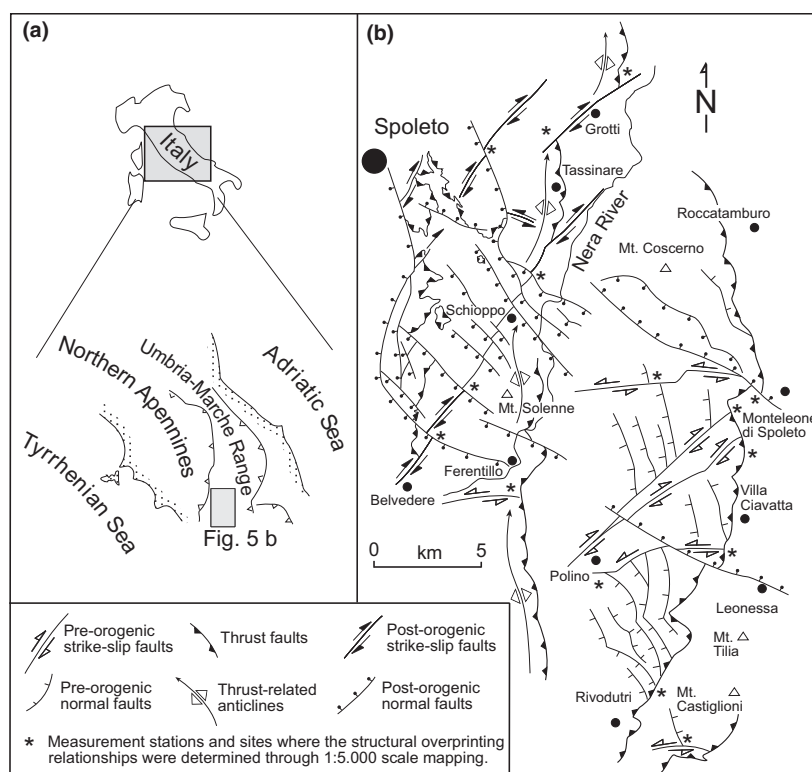 (a)
Italy
Northern Apennines
Umbria-Marche Range
Adriatic Sea
Tyrrhenian Sea
Fig. 5 b
(b)
N
Spoleto
Grotti
Tassinare
Nera River
Roccatamburo
Mt. Coscerno
Schioppo
Mt. Solenne
Monteleone
di Spoleto
Ferentillo
Belvedere
Villa
Ciavatta
0 km 5
Polino
Leonessa
Mt.
Tilia
Rivodutri
Mt.
Castiglioni
Pre-orogenic
strike-slip faults
Thrust faults
Post-orogenic
strike-slip faults
Pre-orogenic
normal faults
Thrust-related
anticlines
Post-orogenic
normal faults
* Measurement stations and sites where the structural overprinting
relationships were determined through 1:5.000 scale mapping.